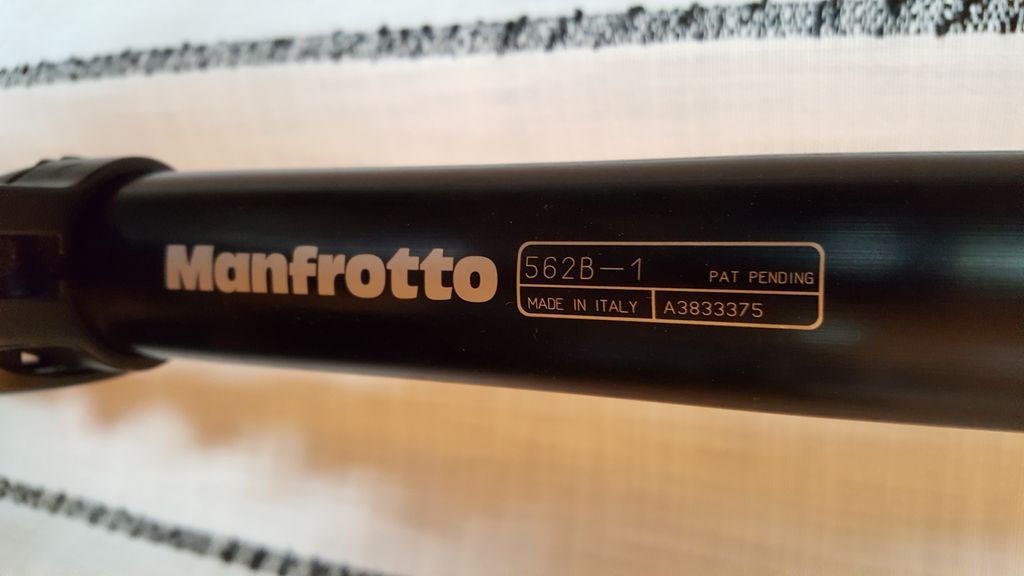 Manfrotto
562B-1 PAT PENDING
MADE IN ITALY A3833375